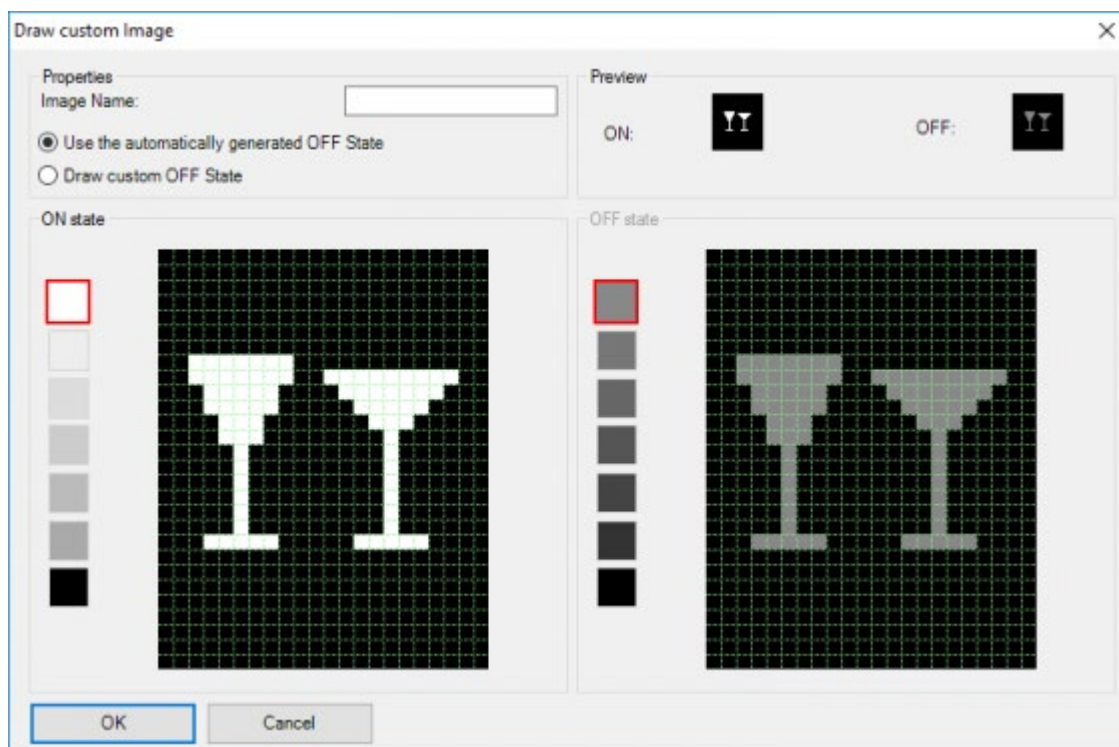 Draw custom Image
Properties
Image Name:
Use the automatically generated OFF State
Draw custom OFF State
Preview
ON:
OFF:
ON state
OFF state
OK
Cancel